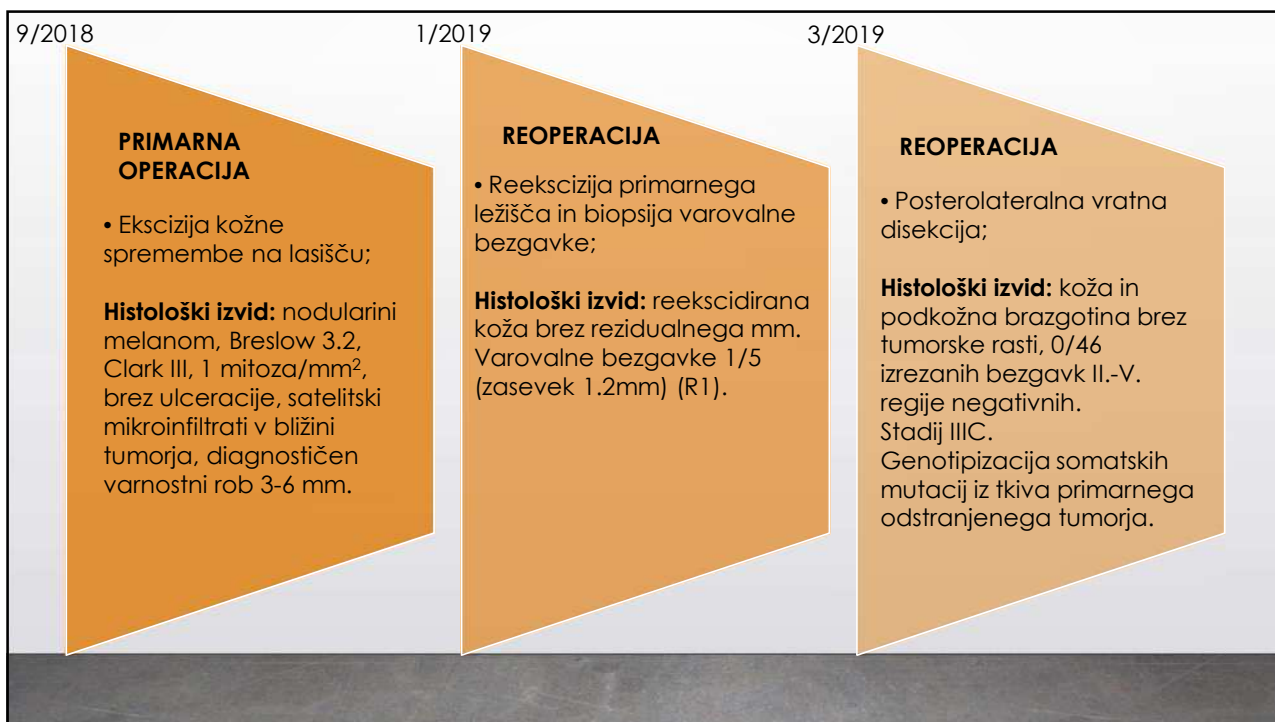 9/2018
PRIMARNA
OPERACIJA
• Ekscizija kožne
spremembe na lasišču;
Histološki izvid: nodularini
melanom, Breslow 3.2,
Clark III, 1 mitoza/mm²,
brez ulceracije, satelitski
mikroinfiltrati v bližini
tumorja, diagnostičen
varnostni rob 3-6 mm.
1/2019
REOPERACIJA
• Reekscizija primarnega
ležišča in biopsija varovalne
bezgavke;
Histološki izvid: reekscidirana
koža brez rezidualnega mm.
Varovalne bezgavke 1/5
(zasevek 1.2mm) (R1).
3/2019
REOPERACIJA
• Posterolateralna vratna
disekcija;
Histološki izvid: koža in
podkožna brazgotina brez
tumorske rasti, 0/46
izrezanih bezgavk II.-V.
regije negativnih.
Stadij IIIC.
Genotipizacija somatskih
mutacij iz tkiva primarnega
odstranjenega tumorja.